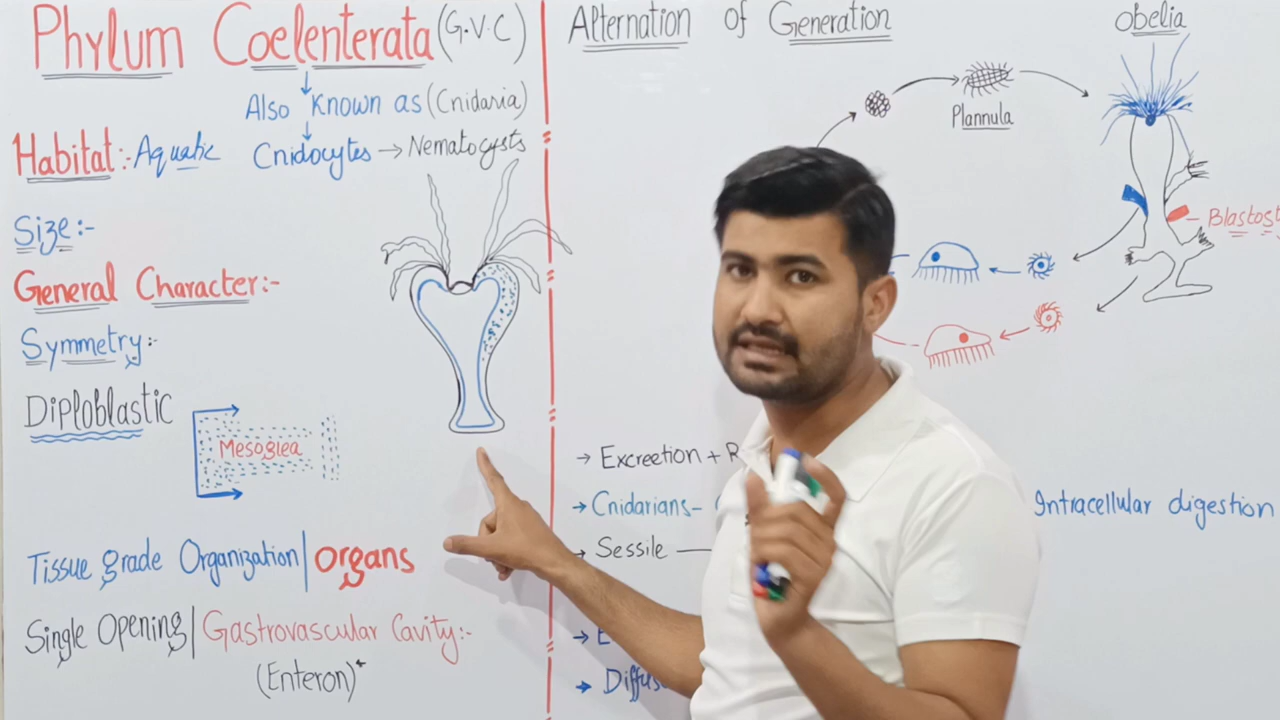 Phylum Coelenterata (G.V.C)
Also known as (Cnidaria)
Habitat:- Aquatic Cnidocytes → Nematocysts
Size:-
General Character:-
Symmetry:-
Diploblastic
Mesoglea
Tissue grade Organization | organs
Single Opening | Gastrovascular Cavity:-
(Enteron)*
Alternation of Generation
obelia
Plannula
→ Excreetion + R
→ Cnidarians- Intracellular digestion
→ Sessile —
→ E
→ Diffus